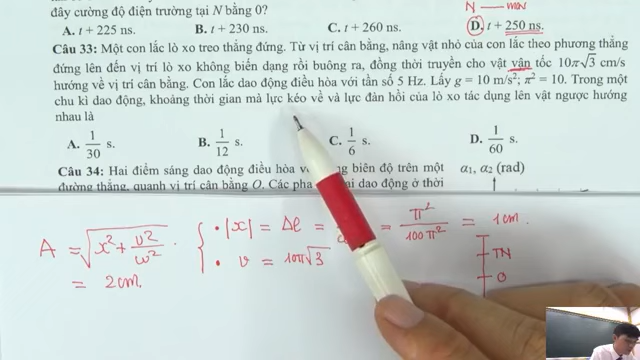 đây cường độ điện trường tại N bằng 0?
N — mov
A. t + 225 ns. B. t + 230 ns. C. t + 260 ns. D. t + 250 ns.
Câu 33: Một con lắc lò xo treo thẳng đứng. Từ vị trí cân bằng, nâng vật nhỏ của con lắc theo phương thẳng
đứng lên đến vị trí lò xo không biến dạng rồi buông ra, đồng thời truyền cho vật vận tốc 10π√3 cm/s
hướng về vị trí cân bằng. Con lắc dao động điều hòa với tần số 5 Hz. Lấy g = 10 m/s²; π² = 10. Trong một
chu kì dao động, khoảng thời gian mà lực kéo về và lực đàn hồi của lò xo tác dụng lên vật ngược hướng
nhau là
A. 1/30 s. B. 1/12 s. C. 1/6 s. D. 1/60 s.
Câu 34: Hai điểm sáng dao động điều hòa với cùng biên độ trên một α₁, α₂ (rad)
đường thẳng, quanh vị trí cân bằng O. Các pha dao động ở thời
A = √(x² + v²/ω²) . { • |x| = Δl = = π²/100π² = 1cm.
= 2cm. • v = 10π√3
TN
O